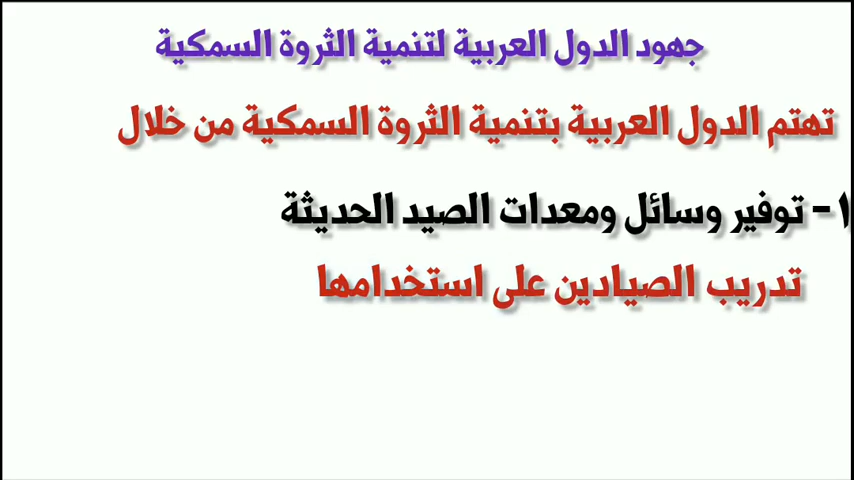 جهود الدول العربية لتنمية الثروة السمكية
تهتم الدول العربية بتنمية الثروة السمكية من خلال
١- توفير وسائل ومعدات الصيد الحديثة
تدريب الصيادين على استخدامها